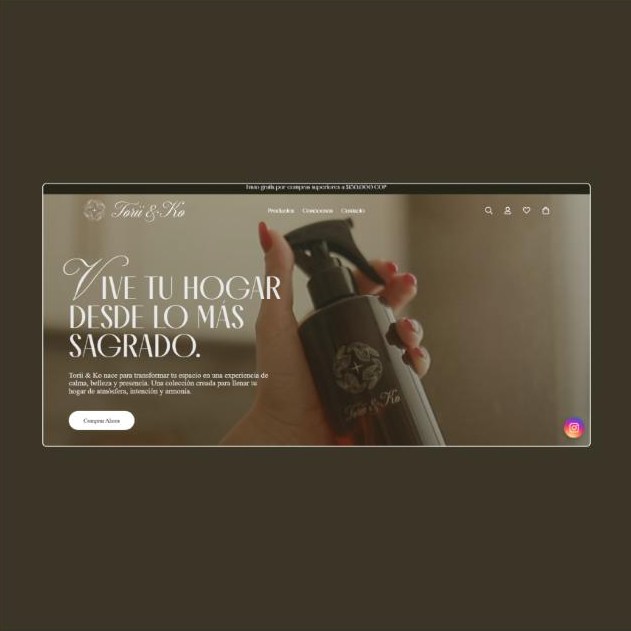 Envío gratis por compras superiores a $150.000 COP
Torii & Ko
Productos Conócenos Contacto
VIVE TU HOGAR
DESDE LO MÁS
SAGRADO.
Torii & Ko nace para transformar tu espacio en una experiencia de
calma, belleza y presencia. Una colección creada para llenar tu
hogar de atmósfera, intención y armonía.
Comprar Ahora
Torii & Ko